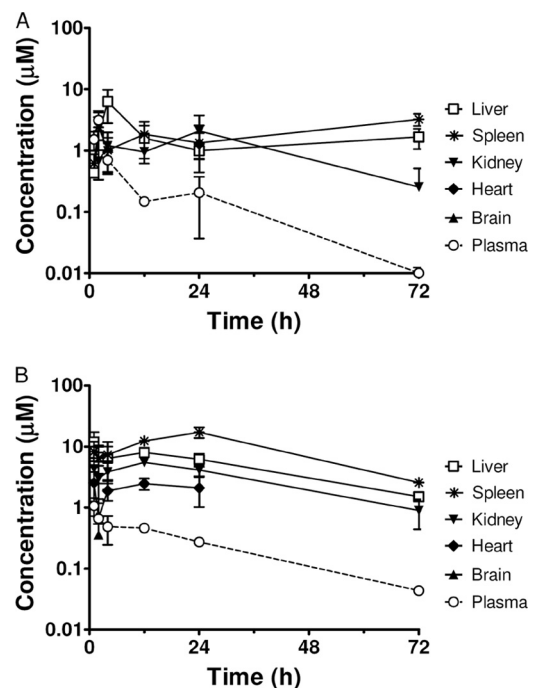 A
100
10
1
0.1
0.01
Concentration (μM)
0 24 48 72
Time (h)
Liver
Spleen
Kidney
Heart
Brain
Plasma
B
100
10
1
0.1
0.01
Concentration (μM)
0 24 48 72
Time (h)
Liver
Spleen
Kidney
Heart
Brain
Plasma